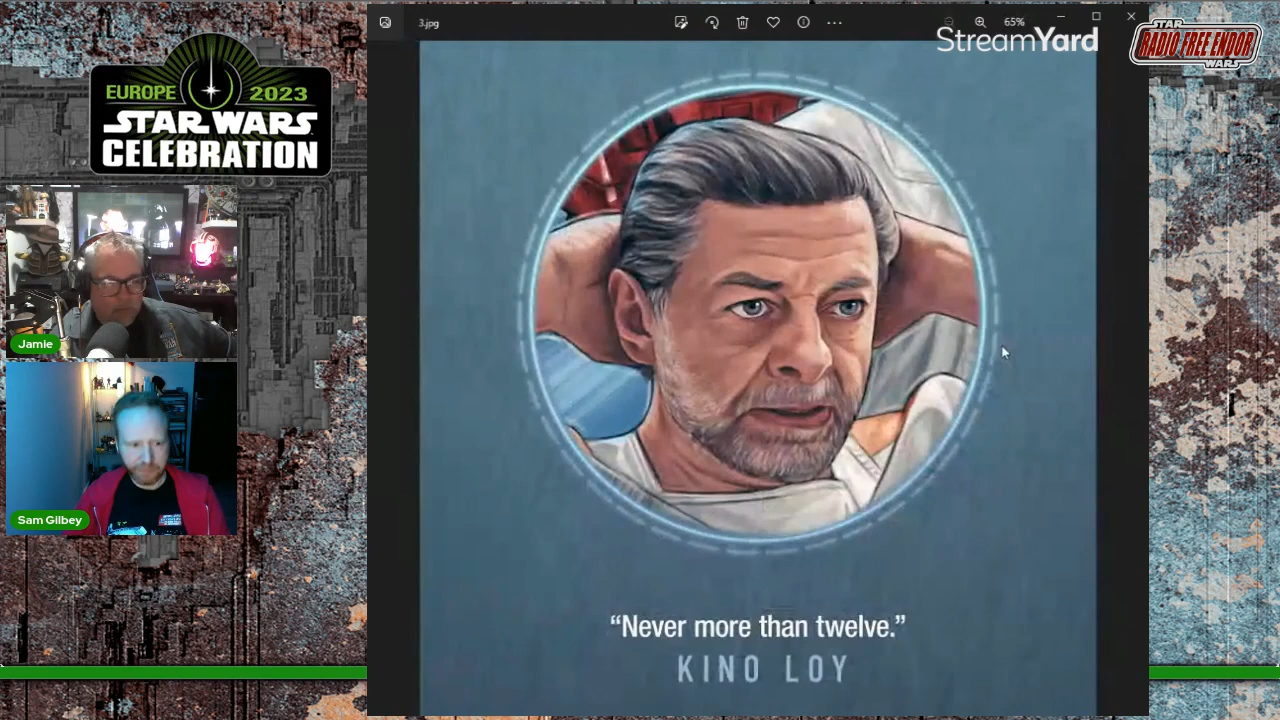 3.jpg
65%
StreamYard
STAR
RADIO FREE ENDOR
WARS
EUROPE 2023
STAR WARS
CELEBRATION
Jamie
Sam Gilbey
“Never more than twelve.”
KINO LOY